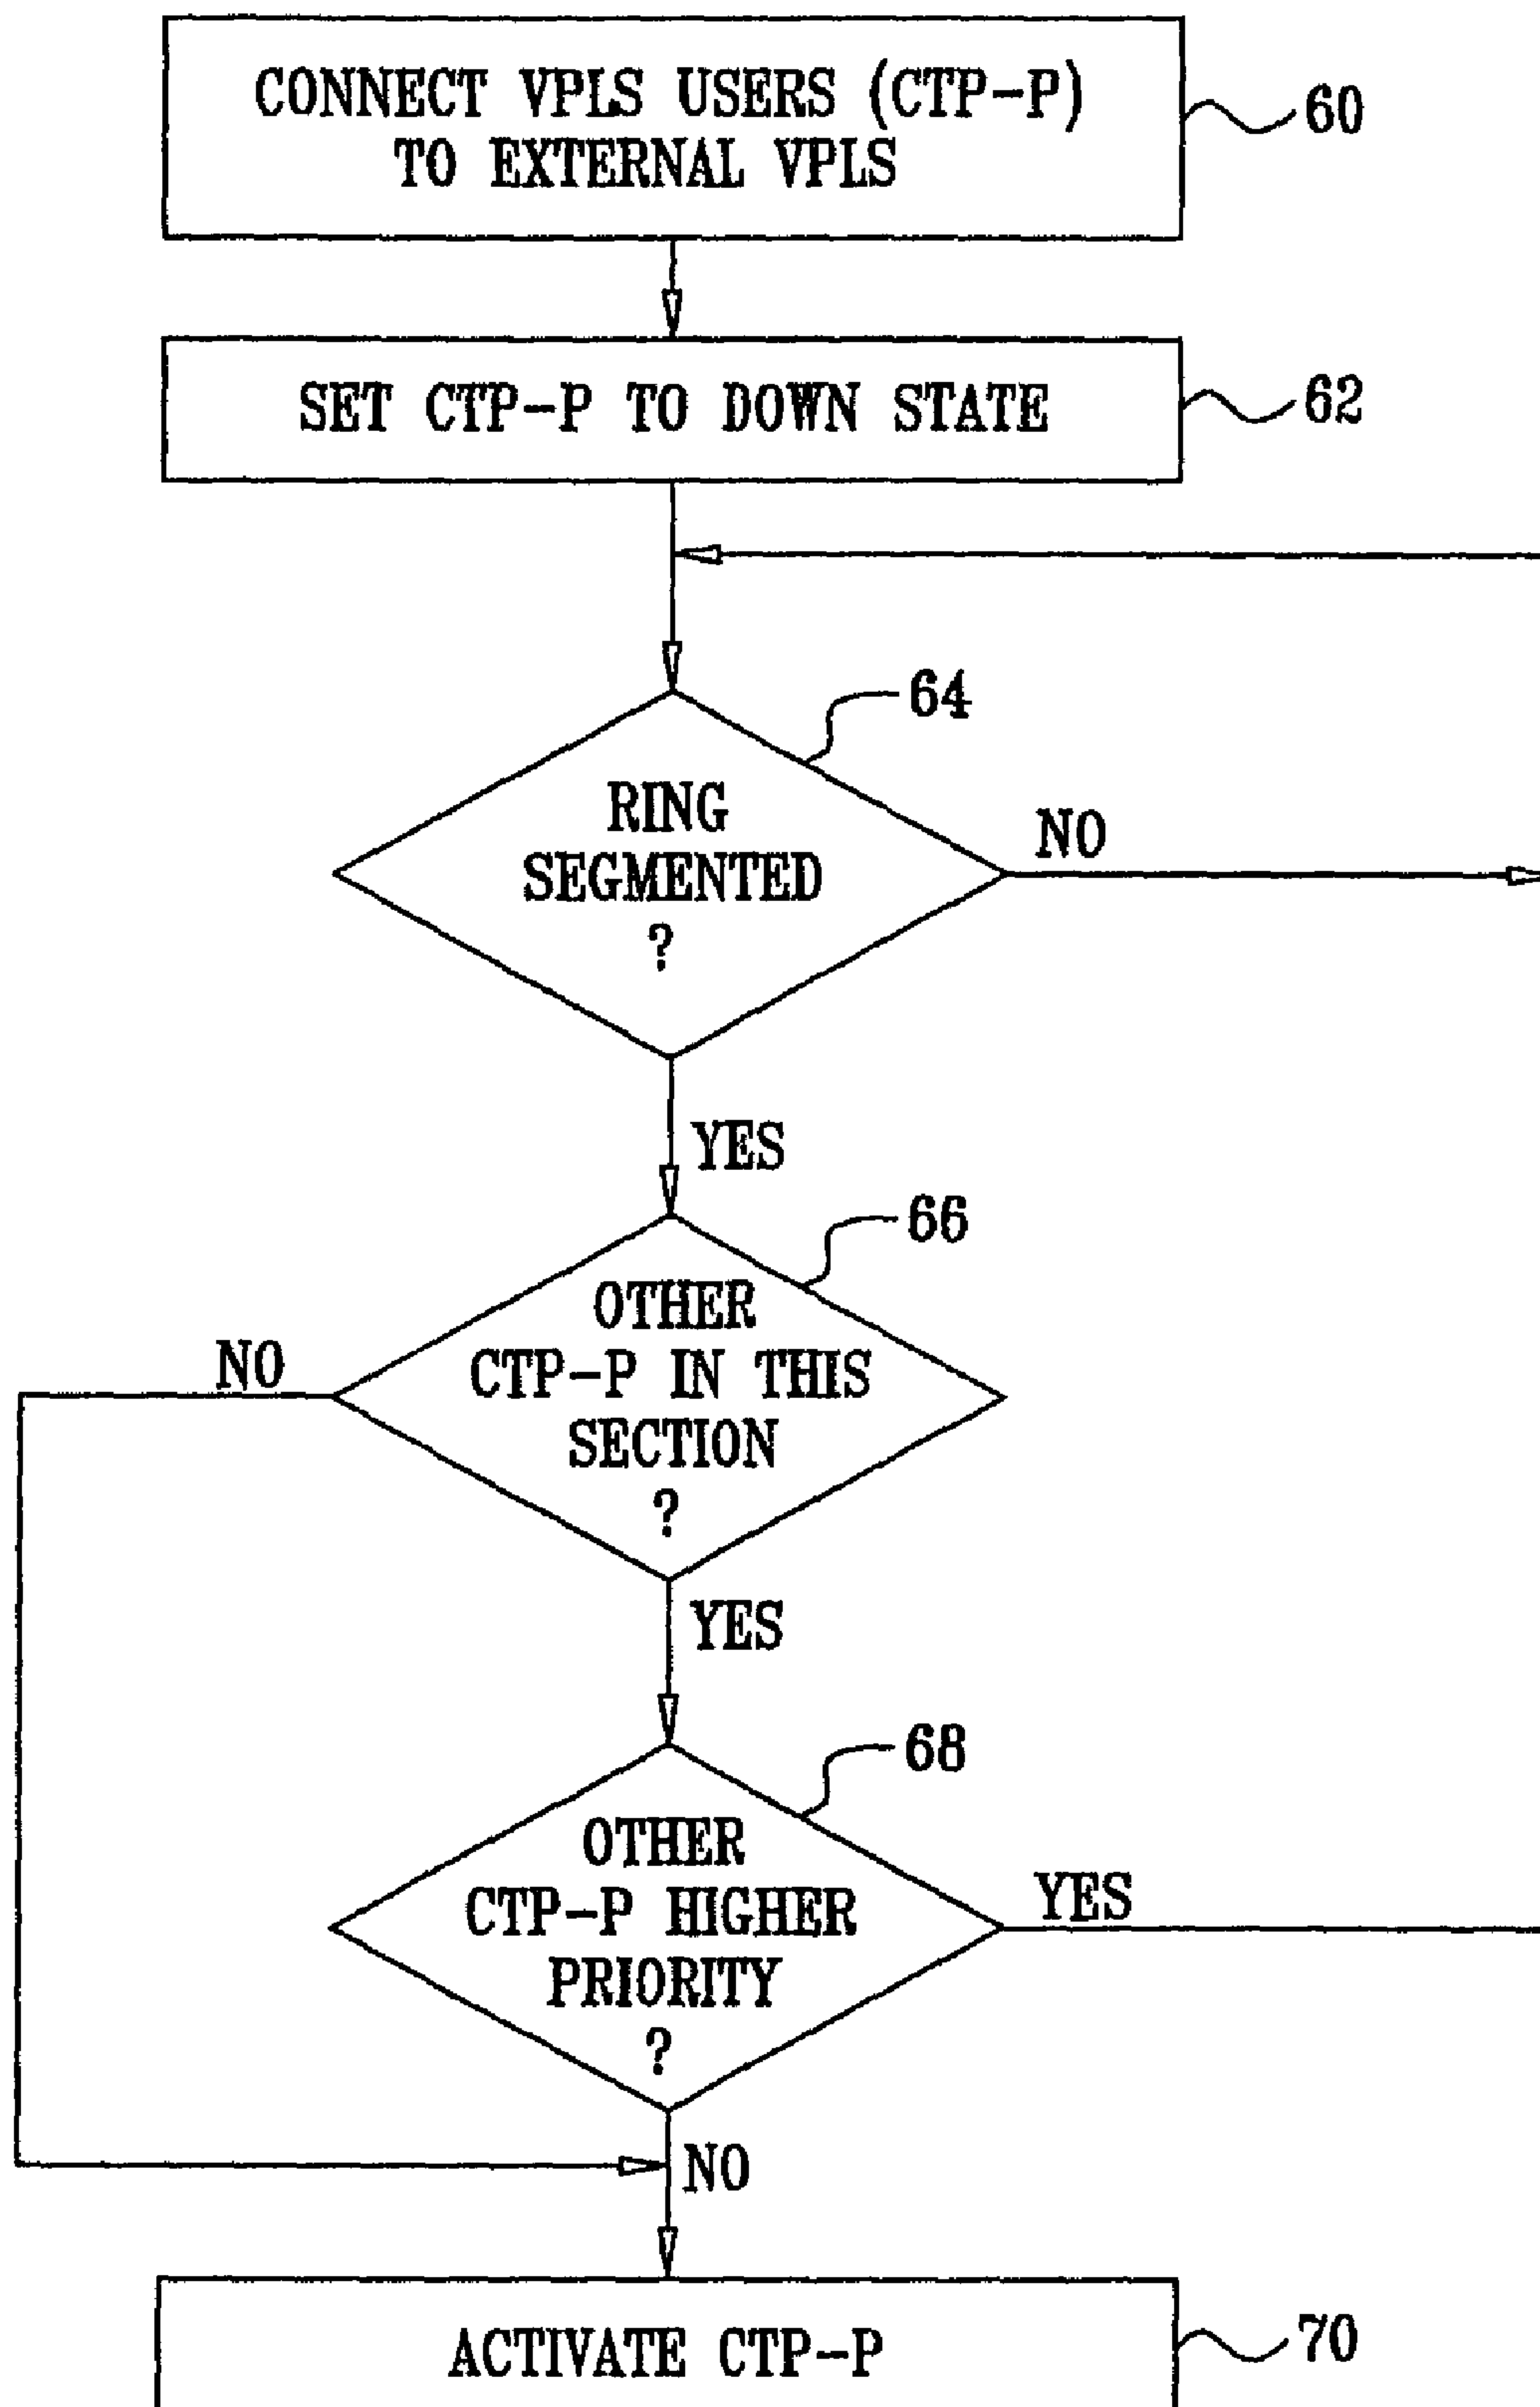 CONNECT VPLS USERS (CTP-P)
TO EXTERNAL VPLS
60
SET CTP-P TO DOWN STATE
62
64
RING
SEGMENTED
?
NO
YES
66
OTHER
CTP-P IN THIS
SECTION
?
NO
YES
68
OTHER
CTP-P HIGHER
PRIORITY
?
YES
NO
ACTIVATE CTP-P
70